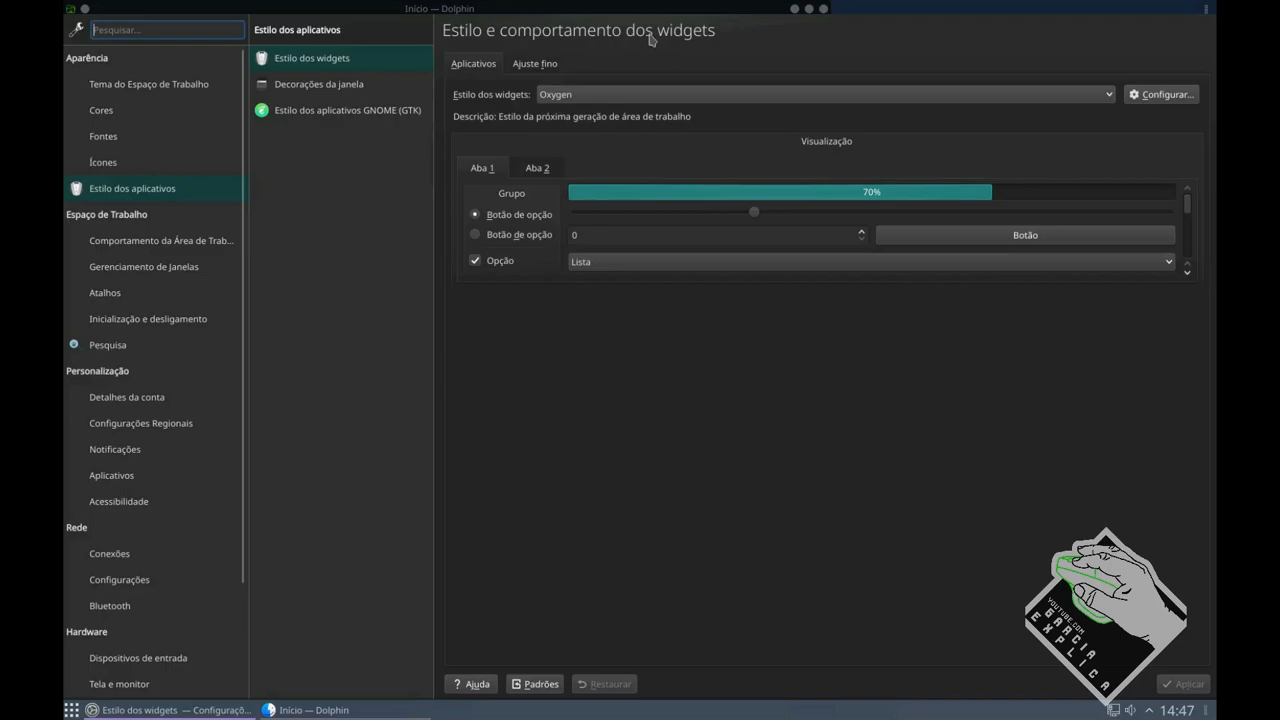 Início — Dolphin
Pesquisar...
Aparência
Tema do Espaço de Trabalho
Cores
Fontes
Ícones
Estilo dos aplicativos
Espaço de Trabalho
Comportamento da Área de Trab...
Gerenciamento de Janelas
Atalhos
Inicialização e desligamento
Pesquisa
Personalização
Detalhes da conta
Configurações Regionais
Notificações
Aplicativos
Acessibilidade
Rede
Conexões
Configurações
Bluetooth
Hardware
Dispositivos de entrada
Tela e monitor
Estilo dos aplicativos
Estilo dos widgets
Decorações da janela
Estilo dos aplicativos GNOME (GTK)
Estilo e comportamento dos widgets
Aplicativos Ajuste fino
Estilo dos widgets: Oxygen Configurar...
Descrição: Estilo da próxima geração de área de trabalho
Visualização
Aba 1 Aba 2
Grupo 70%
Botão de opção
Botão de opção 0 Botão
Opção Lista
Ajuda Padrões Restaurar Aplicar
YOUTUBE.COM
GARCIA
EXPLICA
Estilo dos widgets — Configuraçõ... Início — Dolphin 14:47